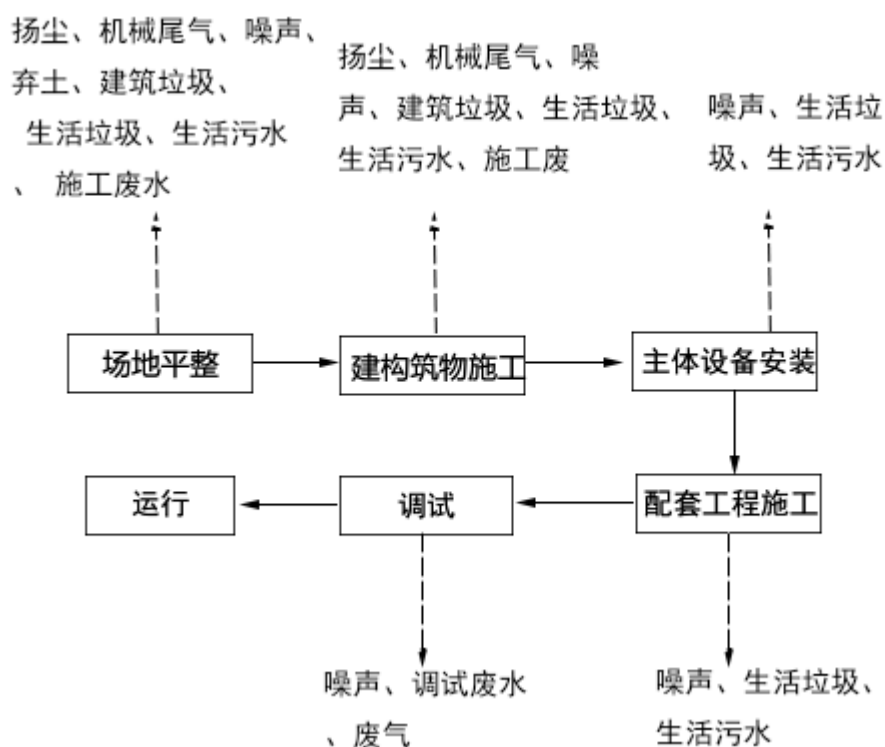 扬尘、机械尾气、噪声、
弃土、建筑垃圾、
生活垃圾、生活污水
、 施工废水
扬尘、机械尾气、噪
声、建筑垃圾、生活垃圾、
生活污水、施工废
噪声、生活垃
圾、生活污水
场地平整
建构筑物施工
主体设备安装
运行
调试
配套工程施工
噪声、调试废水
、废气
噪声、生活垃圾、
生活污水